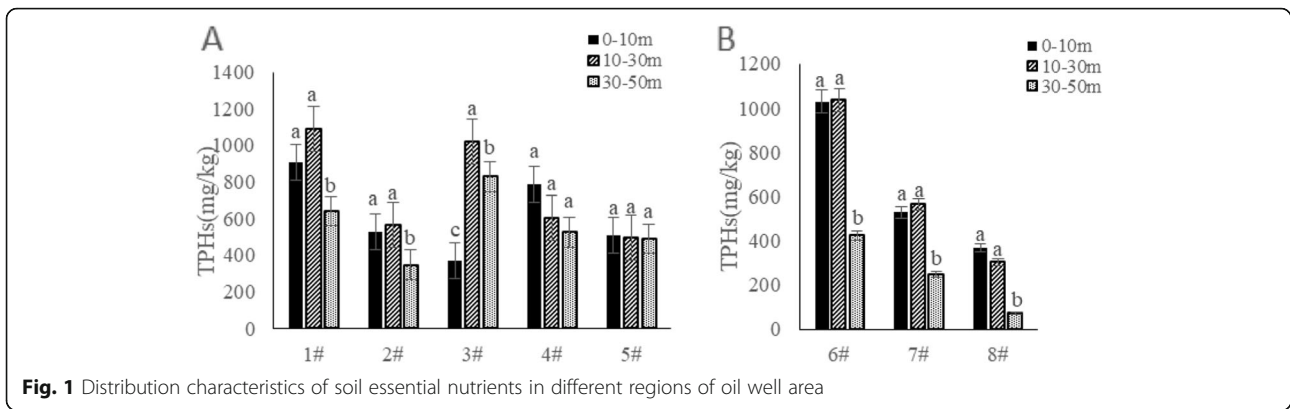 A
0-10m
10-30m
30-50m
TPHs(mg/kg)
1400
1200
1000
800
600
400
200
0
a
a
b
a
a
b
c
a
b
a
a
a
a
a
a
1#
2#
3#
4#
5#
B
0-10m
10-30m
30-50m
TPHs(mg/kg)
1200
1000
800
600
400
200
0
a
a
b
a
a
b
a
a
b
6#
7#
8#
Fig. 1 Distribution characteristics of soil essential nutrients in different regions of oil well area